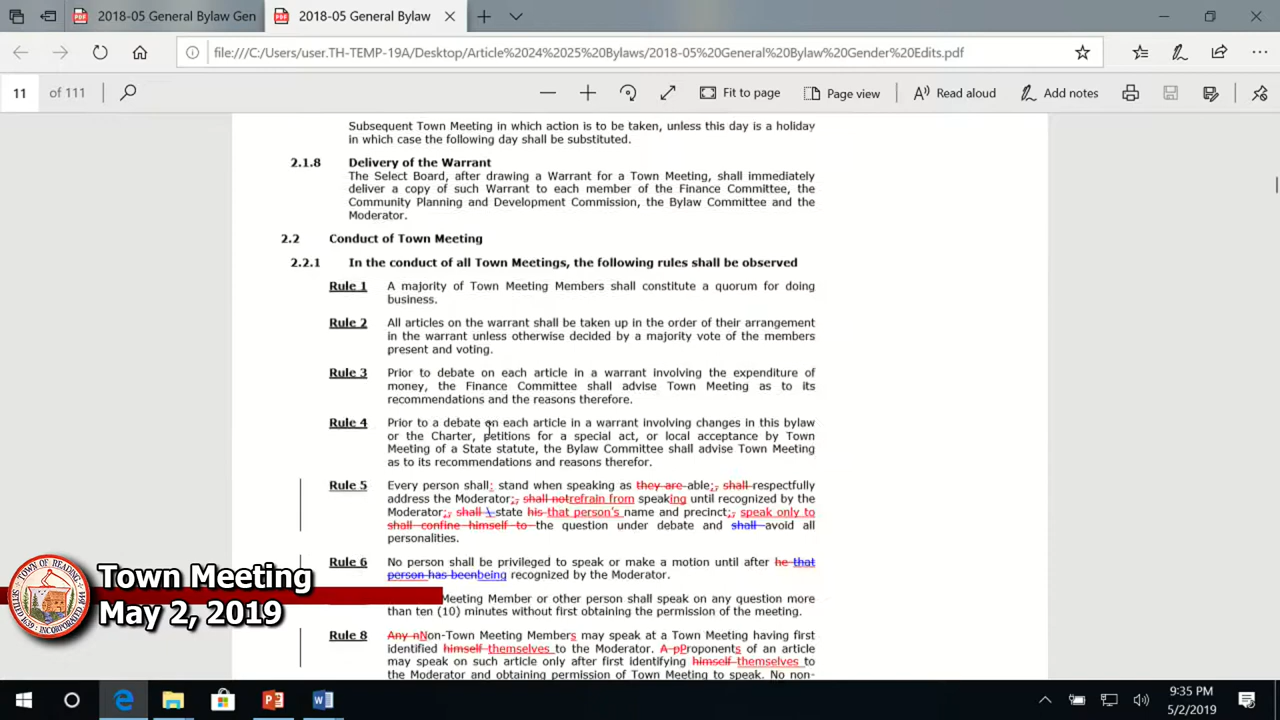 2018-05 General Bylaw Gen
2018-05 General Bylaw
file:///C:/Users/user.TH-TEMP-19A/Desktop/Article%2024%2025%20Bylaws/2018-05%20General%20Bylaw%20Gender%20Edits.pdf
11 of 111 Fit to page Page view Read aloud Add notes
Subsequent Town Meeting in which action is to be taken, unless this day is a holiday
in which case the following day shall be substituted.
2.1.8 Delivery of the Warrant
The Select Board, after drawing a Warrant for a Town Meeting, shall immediately
deliver a copy of such Warrant to each member of the Finance Committee, the
Community Planning and Development Commission, the Bylaw Committee and the
Moderator.
2.2 Conduct of Town Meeting
2.2.1 In the conduct of all Town Meetings, the following rules shall be observed
Rule 1 A majority of Town Meeting Members shall constitute a quorum for doing
business.
Rule 2 All articles on the warrant shall be taken up in the order of their arrangement
in the warrant unless otherwise decided by a majority vote of the members
present and voting.
Rule 3 Prior to debate on each article in a warrant involving the expenditure of
money, the Finance Committee shall advise Town Meeting as to its
recommendations and the reasons therefore.
Rule 4 Prior to a debate on each article in a warrant involving changes in this bylaw
or the Charter, petitions for a special act, or local acceptance by Town
Meeting of a State statute, the Bylaw Committee shall advise Town Meeting
as to its recommendations and reasons therefor.
Rule 5 Every person shall: stand when speaking as they are able;, shall respectfully
address the Moderator;, shall notrefrain from speaking until recognized by the
Moderator;, shall \ state his that person's name and precinct;, speak only to
shall confine himself to the question under debate and shall avoid all
personalities.
Rule 6 No person shall be privileged to speak or make a motion until after he that
person has beenbeing recognized by the Moderator.
Meeting Member or other person shall speak on any question more
than ten (10) minutes without first obtaining the permission of the meeting.
Rule 8 Any nNon-Town Meeting Members may speak at a Town Meeting having first
identified himself themselves to the Moderator. A pProponents of an article
may speak on such article only after first identifying himself themselves to
the Moderator and obtaining permission of Town Meeting to speak. No non-
TOWN OF READING
1639 INCORPORATED 1644
Town Meeting
May 2, 2019
9:35 PM
5/2/2019